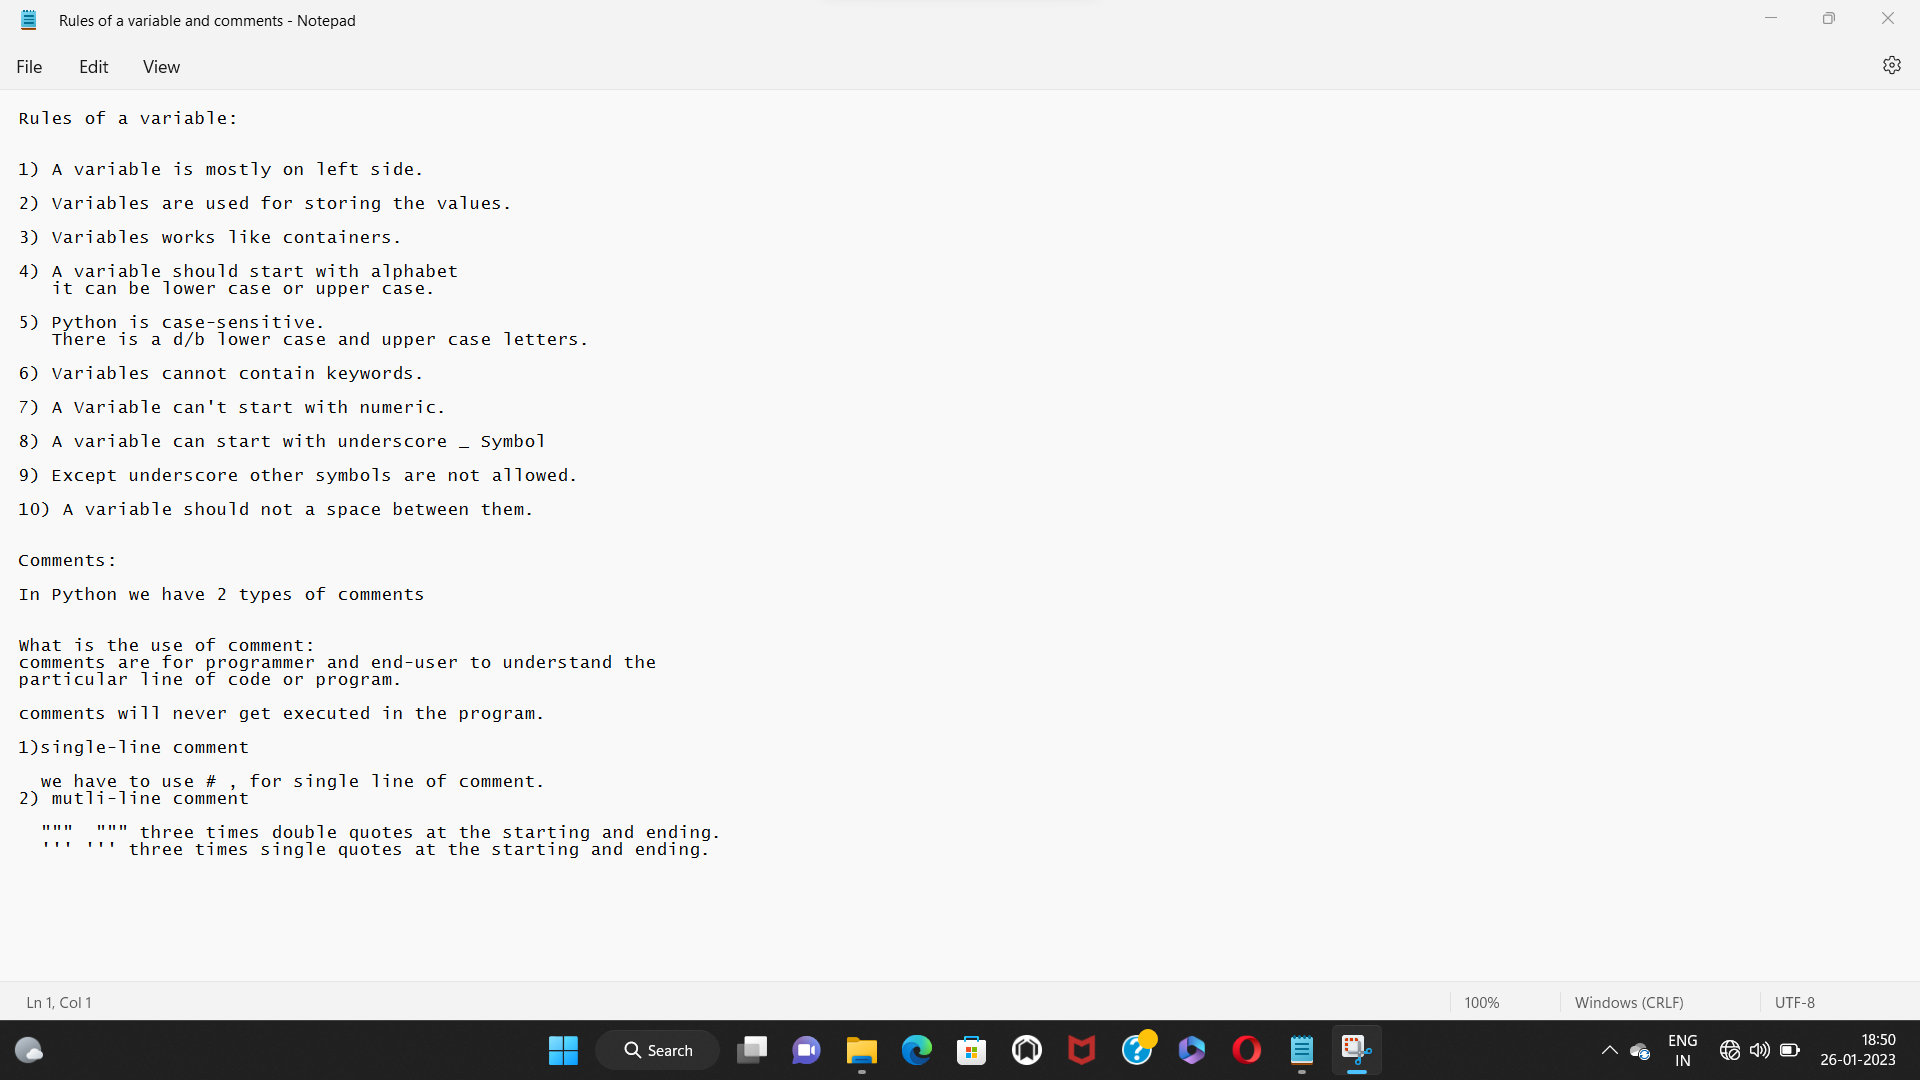 Rules of a variable and comments - Notepad
File Edit View
Rules of a variable:
1) A variable is mostly on left side.
2) Variables are used for storing the values.
3) Variables works like containers.
4) A variable should start with alphabet
it can be lower case or upper case.
5) Python is case-sensitive.
There is a d/b lower case and upper case letters.
6) Variables cannot contain keywords.
7) A Variable can't start with numeric.
8) A variable can start with underscore _ Symbol
9) Except underscore other symbols are not allowed.
10) A variable should not a space between them.
Comments:
In Python we have 2 types of comments
What is the use of comment:
comments are for programmer and end-user to understand the
particular line of code or program.
comments will never get executed in the program.
1)single-line comment
we have to use # , for single line of comment.
2) mutli-line comment
""" """ three times double quotes at the starting and ending.
''' ''' three times single quotes at the starting and ending.
Ln 1, Col 1 100% Windows (CRLF) UTF-8
Search
ENG
IN
18:50
26-01-2023